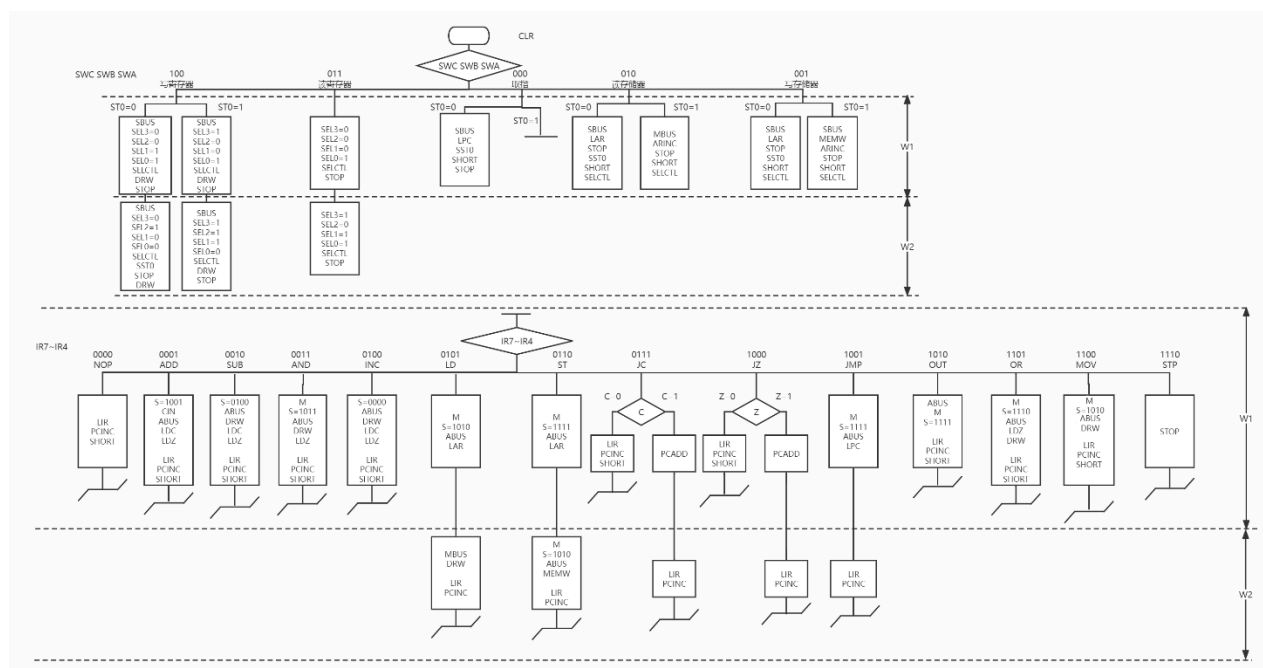 CLR
SWC SWB SWA
SWC SWB SWA
100
写寄存器
011
读寄存器
000
取指
010
读存储器
001
写存储器
ST0=0
ST0=1
ST0=0
ST0=1
ST0=0
ST0=1
ST0=0
ST0=1
SBUS
SEL3=0
SEL2=0
SEL1=1
SEL0=1
SELCTL
DRW
STOP
SBUS
SEL3=1
SEL2=0
SEL1=0
SEL0=1
SELCTL
DRW
STOP
SEL3=0
SEL2=0
SEL1=0
SEL0=1
SELCTL
STOP
SBUS
LPC
SST0
SHORT
STOP
SBUS
LAR
STOP
SST0
SHORT
SELCTL
MBUS
ARINC
STOP
SHORT
SELCTL
SBUS
LAR
STOP
SST0
SHORT
SELCTL
SBUS
MEMW
ARINC
STOP
SHORT
SELCTL
W1
SBUS
SEL3=0
SEL2=1
SEL1=0
SEL0=0
SELCTL
SST0
STOP
DRW
SBUS
SEL3=1
SEL2=1
SEL1=1
SEL0=0
SELCTL
DRW
STOP
SEL3=1
SEL2=0
SEL1=1
SEL0=1
SELCTL
STOP
W2
IR7~IR4
IR7~IR4
0000
NOP
0001
ADD
0010
SUB
0011
AND
0100
INC
0101
LD
0110
ST
0111
JC
1000
JZ
1001
JMP
1010
OUT
1101
OR
1100
MOV
1110
STP
LIR
PCINC
SHORT
S=1001
CIN
ABUS
LDC
LDZ
LIR
PCINC
SHORT
S=0100
ABUS
DRW
LDC
LDZ
LIR
PCINC
SHORT
M
S=1011
ABUS
DRW
LDZ
LIR
PCINC
SHORT
S=0000
ABUS
DRW
LDC
LDZ
LIR
PCINC
SHORT
M
S=1010
ABUS
LAR
M
S=1111
ABUS
LAR
C 0
C
C 1
LIR
PCINC
SHORT
PCADD
Z 0
Z
Z 1
LIR
PCINC
SHORT
PCADD
M
S=1111
ABUS
LPC
ABUS
M
S=1111
LIR
PCINC
SHORT
M
S=1110
ABUS
LDZ
DRW
LIR
PCINC
SHORT
M
S=1010
ABUS
DRW
LIR
PCINC
SHORT
STOP
W1
MBUS
DRW
LIR
PCINC
M
S=1010
ABUS
MEMW
LIR
PCINC
LIR
PCINC
LIR
PCINC
LIR
PCINC
W2